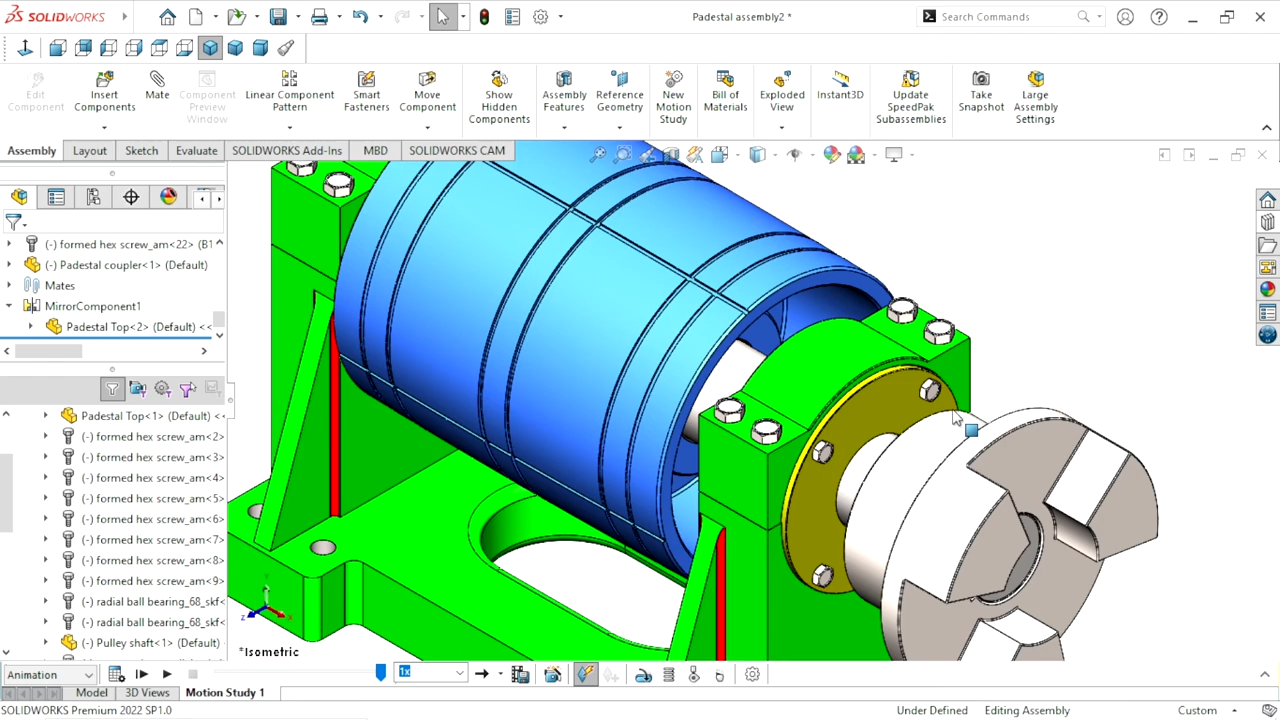 SOLIDWORKS
Padestal assembly2 *
Search Commands
Edit Component
Insert Components
Mate
Component Preview Window
Linear Component Pattern
Smart Fasteners
Move Component
Show Hidden Components
Assembly Features
Reference Geometry
New Motion Study
Bill of Materials
Exploded View
Instant3D
Update SpeedPak Subassemblies
Take Snapshot
Large Assembly Settings
Assembly
Layout
Sketch
Evaluate
SOLIDWORKS Add-Ins
MBD
SOLIDWORKS CAM
(-) formed hex screw_am<22> (B1
(-) Padestal coupler<1> (Default)
Mates
MirrorComponent1
Padestal Top<2> (Default) <<
Padestal Top<1> (Default) <<
(-) formed hex screw_am<2>
(-) formed hex screw_am<3>
(-) formed hex screw_am<4>
(-) formed hex screw_am<5>
(-) formed hex screw_am<6>
(-) formed hex screw_am<7>
(-) formed hex screw_am<8>
(-) formed hex screw_am<9>
(-) radial ball bearing_68_skf<
(-) radial ball bearing_68_skf<
(-) Pulley shaft<1> (Default)
Y
Z
*Isometric
Animation
1x
Model
3D Views
Motion Study 1
SOLIDWORKS Premium 2022 SP1.0
Under Defined
Editing Assembly
Custom